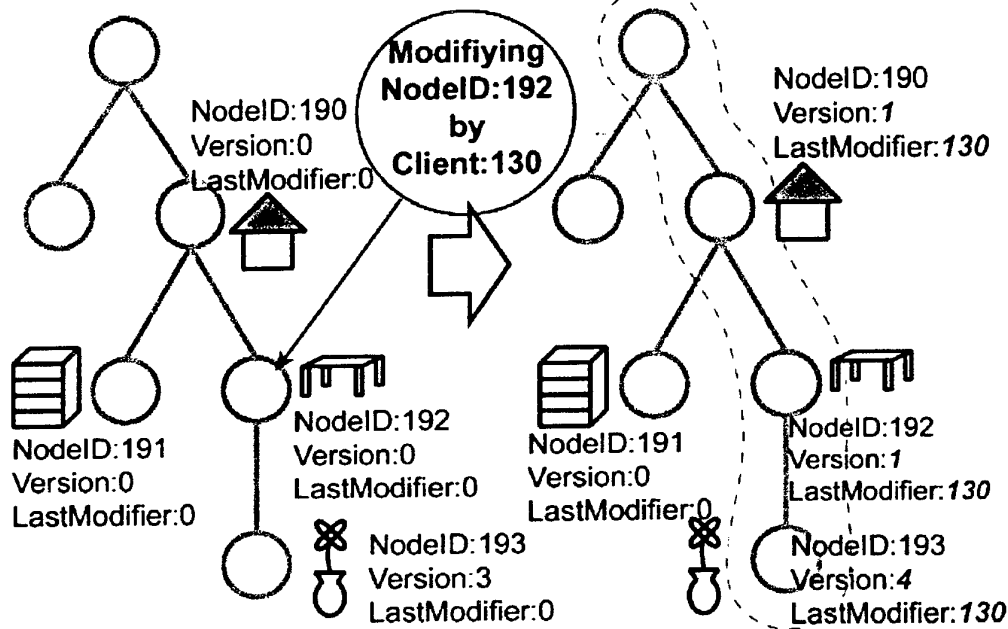 Modifiying
NodeID:192
by
Client:130
NodeID:190
Version:0
LastModifier:0
NodeID:191
Version:0
LastModifier:0
NodeID:192
Version:0
LastModifier:0
NodeID:193
Version:3
LastModifier:0
NodeID:190
Version:1
LastModifier:130
NodeID:191
Version:0
LastModifier:0
NodeID:192
Version:1
LastModifier:130
NodeID:193
Version:4
LastModifier:130